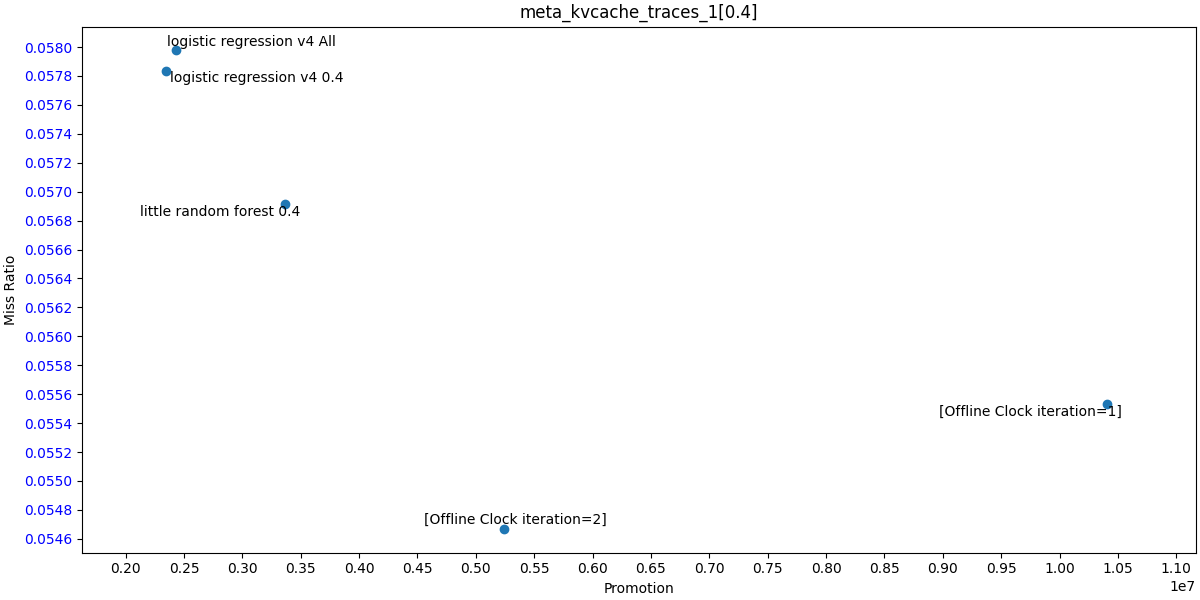 meta_kvcache_traces_1[0.4]
0.0580
0.0578
0.0576
0.0574
0.0572
0.0570
0.0568
0.0566
0.0564
0.0562
0.0560
0.0558
0.0556
0.0554
0.0552
0.0550
0.0548
0.0546
Miss Ratio
logistic regression v4 All
logistic regression v4 0.4
little random forest 0.4
[Offline Clock iteration=1]
[Offline Clock iteration=2]
0.20 0.25 0.30 0.35 0.40 0.45 0.50 0.55 0.60 0.65 0.70 0.75 0.80 0.85 0.90 0.95 1.00 1.05 1.10
1e7
Promotion